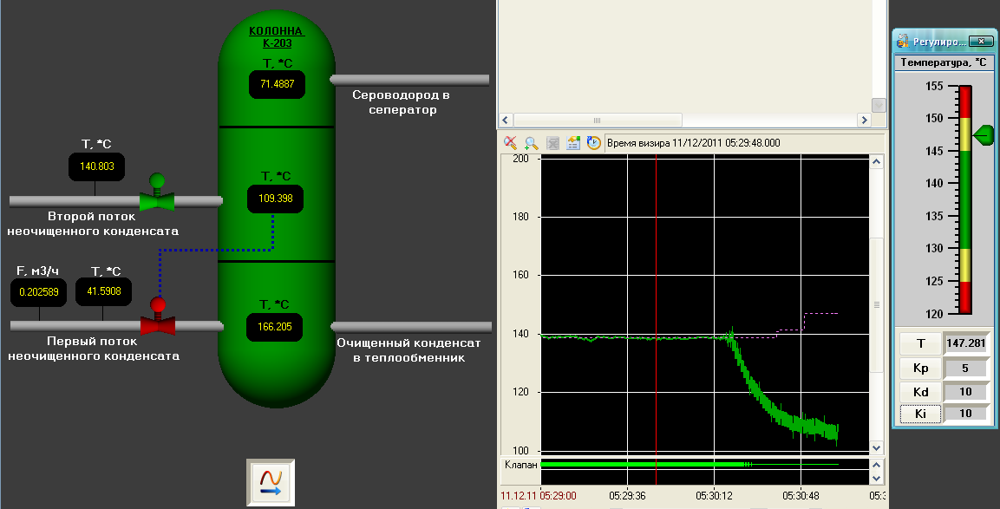 КОЛОННА
К-203
T, *C
71.4887
Сероводород в
сеператор
T, *C
140.803
T, *C
109.398
Второй поток
неочищенного конденсата
F, м3/ч
T, *C
0.202589
41.5908
T, *C
166.205
Первый поток
неочищенного конденсата
Очищенный конденсат
в теплообменник
Время визира 11/12/2011 05:29:48.000
200
180
160
140
120
100
Клапан
11.12.11 05:29:00
05:29:36
05:30:12
05:30:48
05:3
Регулиро...
Температура, *C
155
150
145
140
135
130
125
120
T
147.281
Kp
5
Kd
10
Ki
10